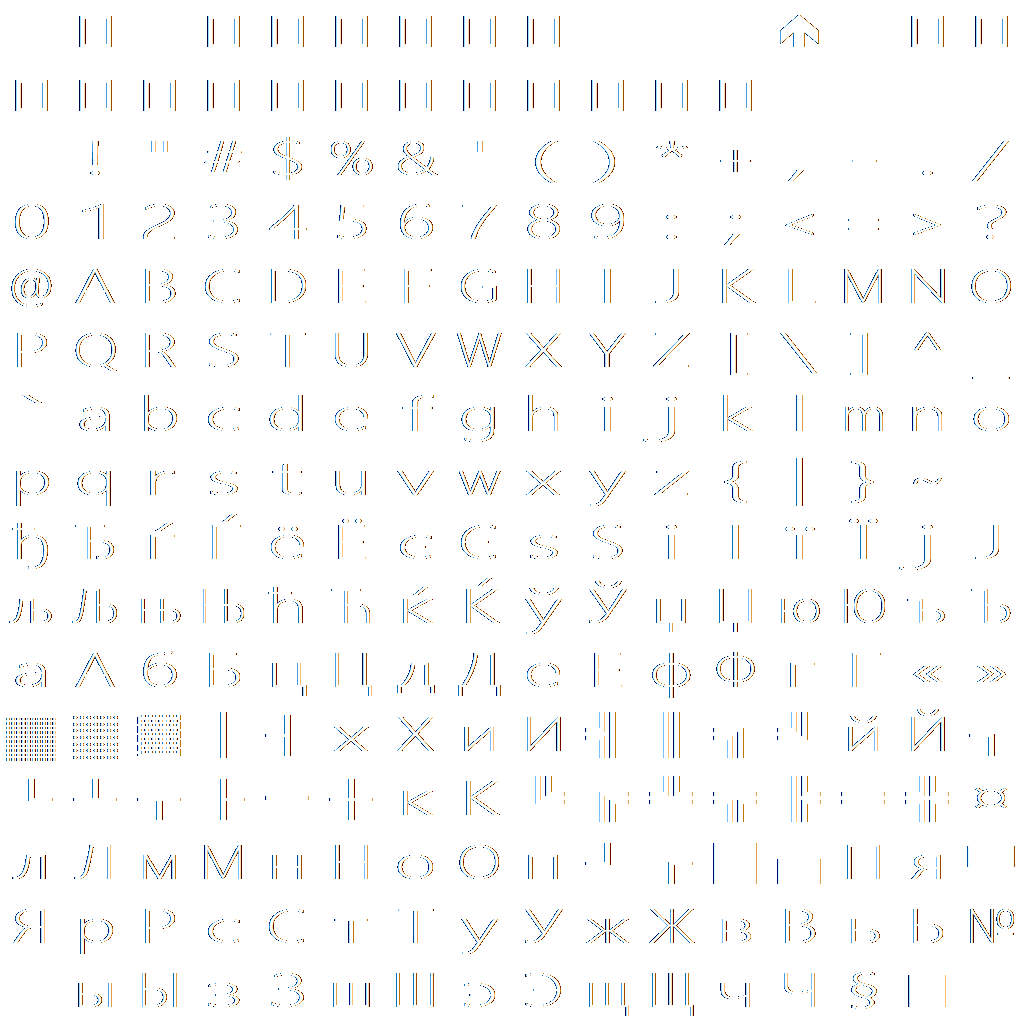 ! " # $ % & ' ( ) * + , - . /
0 1 2 3 4 5 6 7 8 9 : ; < = > ?
@ A B C D E F G H I J K L M N O
P Q R S T U V W X Y Z [ \ ] ^ _
` a b c d e f g h i j k l m n o
p q r s t u v w x y z { | } ~
ђ Ђ ѓ Ѓ ё Ё є Є ѕ Ѕ і І ї Ї ј Ј
љ Љ њ Њ ћ Ћ ќ Ќ ў Ў џ Џ ю Ю ъ Ъ
а А б Б ц Ц д Д е Е ф Ф г Г « »
░ ▒ ▓ │ ┤ х Х и И ╣ ║ ╗ ╝ й Й ┐
└ ┴ ┬ ├ ─ ┼ к К ╚ ╔ ╩ ╦ ╠ ═ ╬ ¤
л Л м М н Н о О п ┘ ┌ █ ▄ П я ▀
Я р Р с С т Т у У ж Ж в В ь Ь №
ы Ы з З ш Ш э Э щ Щ ч Ч § ■